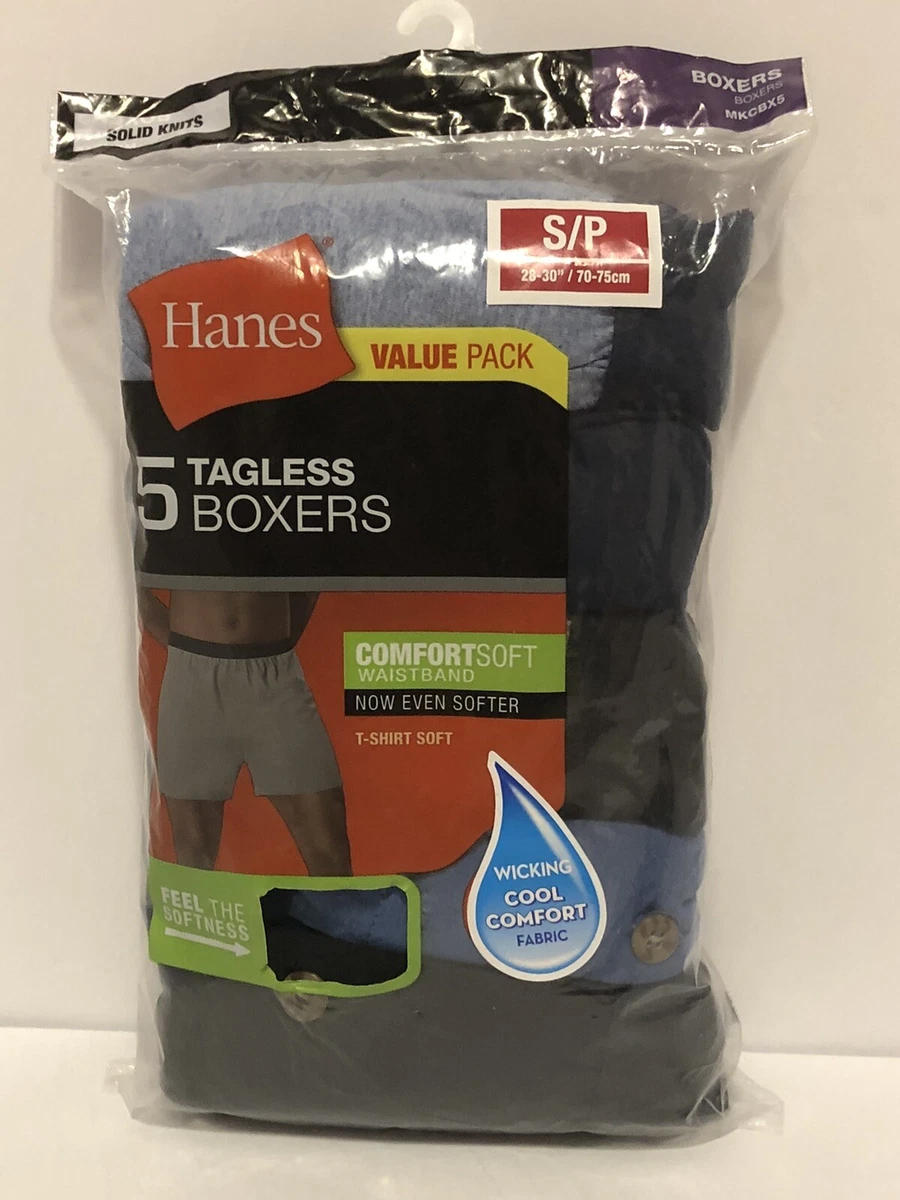 SOLID KNITS
BOXERS
BOXERS
MKCBX5
S/P
28-30" / 70-75cm
Hanes
®
VALUE PACK
5 TAGLESS
BOXERS
COMFORTSOFT
WAISTBAND
NOW EVEN SOFTER
T-SHIRT SOFT
WICKING
COOL
COMFORT
FABRIC
FEEL THE
SOFTNESS